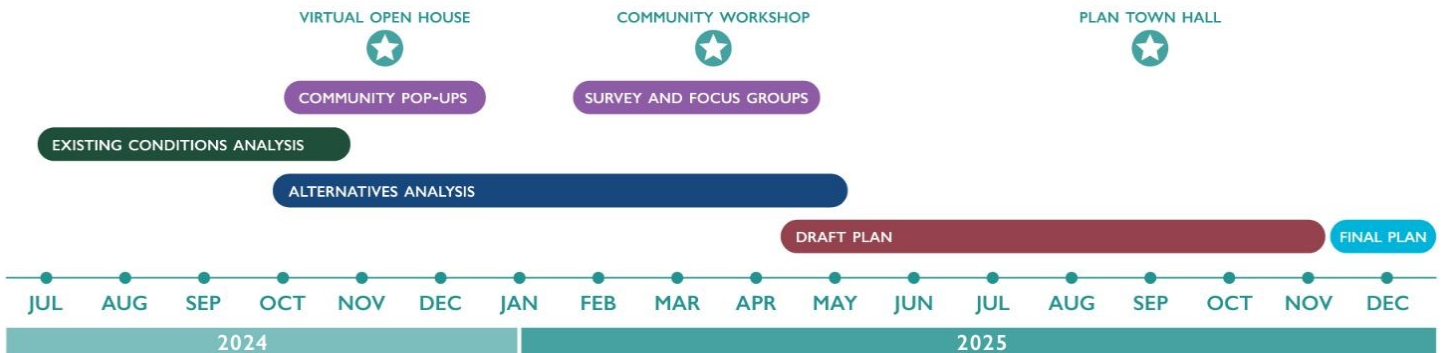 VIRTUAL OPEN HOUSE
COMMUNITY WORKSHOP
PLAN TOWN HALL
COMMUNITY POP-UPS
SURVEY AND FOCUS GROUPS
EXISTING CONDITIONS ANALYSIS
ALTERNATIVES ANALYSIS
DRAFT PLAN
FINAL PLAN
JUL AUG SEP OCT NOV DEC JAN FEB MAR APR MAY JUN JUL AUG SEP OCT NOV DEC
2024
2025